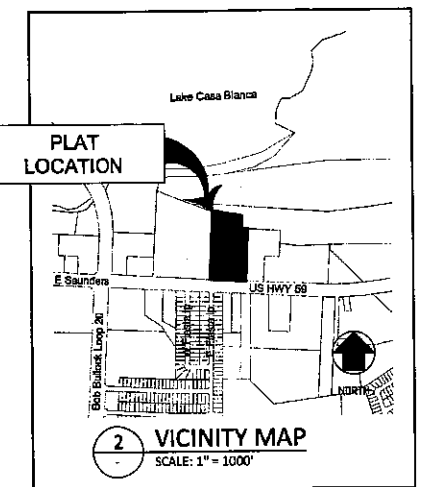 Lake Casa Blanca
PLAT
LOCATION
E Saunders
US HWY 59
Bob Bullock Loop 20
NORTH
2
VICINITY MAP
-
SCALE: 1" = 1000'